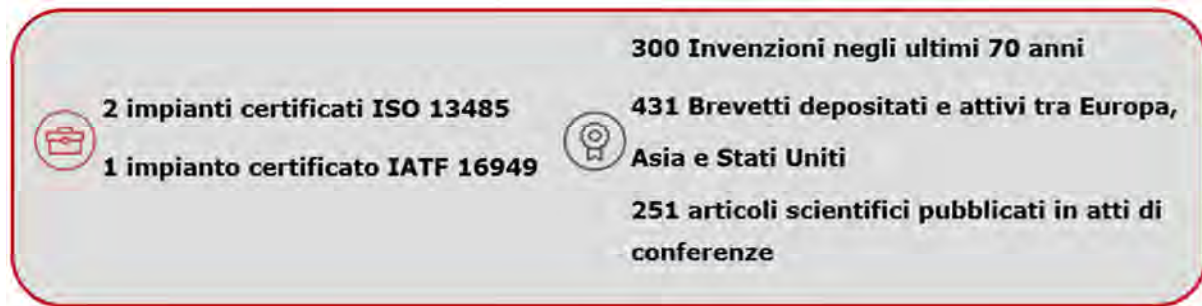 2 impianti certificati ISO 13485
1 impianto certificato IATF 16949
300 Invenzioni negli ultimi 70 anni
431 Brevetti depositati e attivi tra Europa,
Asia e Stati Uniti
251 articoli scientifici pubblicati in atti di
conferenze